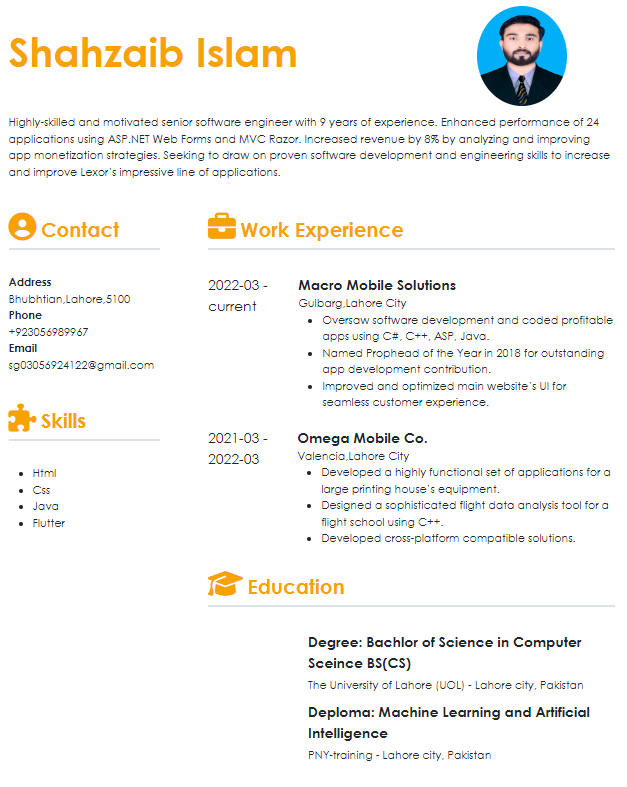 Shahzaib Islam
Highly-skilled and motivated senior software engineer with 9 years of experience. Enhanced performance of 24
applications using ASP.NET Web Forms and MVC Razor. Increased revenue by 8% by analyzing and improving
app monetization strategies. Seeking to draw on proven software development and engineering skills to increase
and improve Lexor's impressive line of applications.
Contact
Address
Bhubhtian,Lahore,5100
Phone
+923056989967
Email
sg03056924122@gmail.com
Skills
Html
Css
Java
Flutter
Work Experience
2022-03 -
current
Macro Mobile Solutions
Gulbarg,Lahore City
Oversaw software development and coded profitable
apps using C#, C++, ASP, Java.
Named Prophead of the Year in 2018 for outstanding
app development contribution.
Improved and optimized main website's UI for
seamless customer experience.
2021-03 -
2022-03
Omega Mobile Co.
Valencia,Lahore City
Developed a highly functional set of applications for a
large printing house's equipment.
Designed a sophisticated flight data analysis tool for a
flight school using C++.
Developed cross-platform compatible solutions.
Education
Degree: Bachlor of Science in Computer
Sceince BS(CS)
The University of Lahore (UOL) - Lahore city, Pakistan
Deploma: Machine Learning and Artificial
Intelligence
PNY-training - Lahore city, Pakistan